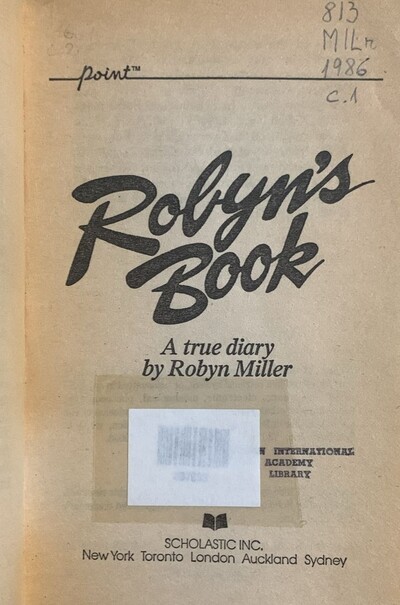 813
MILr
1986
c.1
point™
Robyn's
Book
A true diary
by Robyn Miller
INTERNATIONAL
ACADEMY
LIBRARY
SCHOLASTIC INC.
New York Toronto London Auckland Sydney